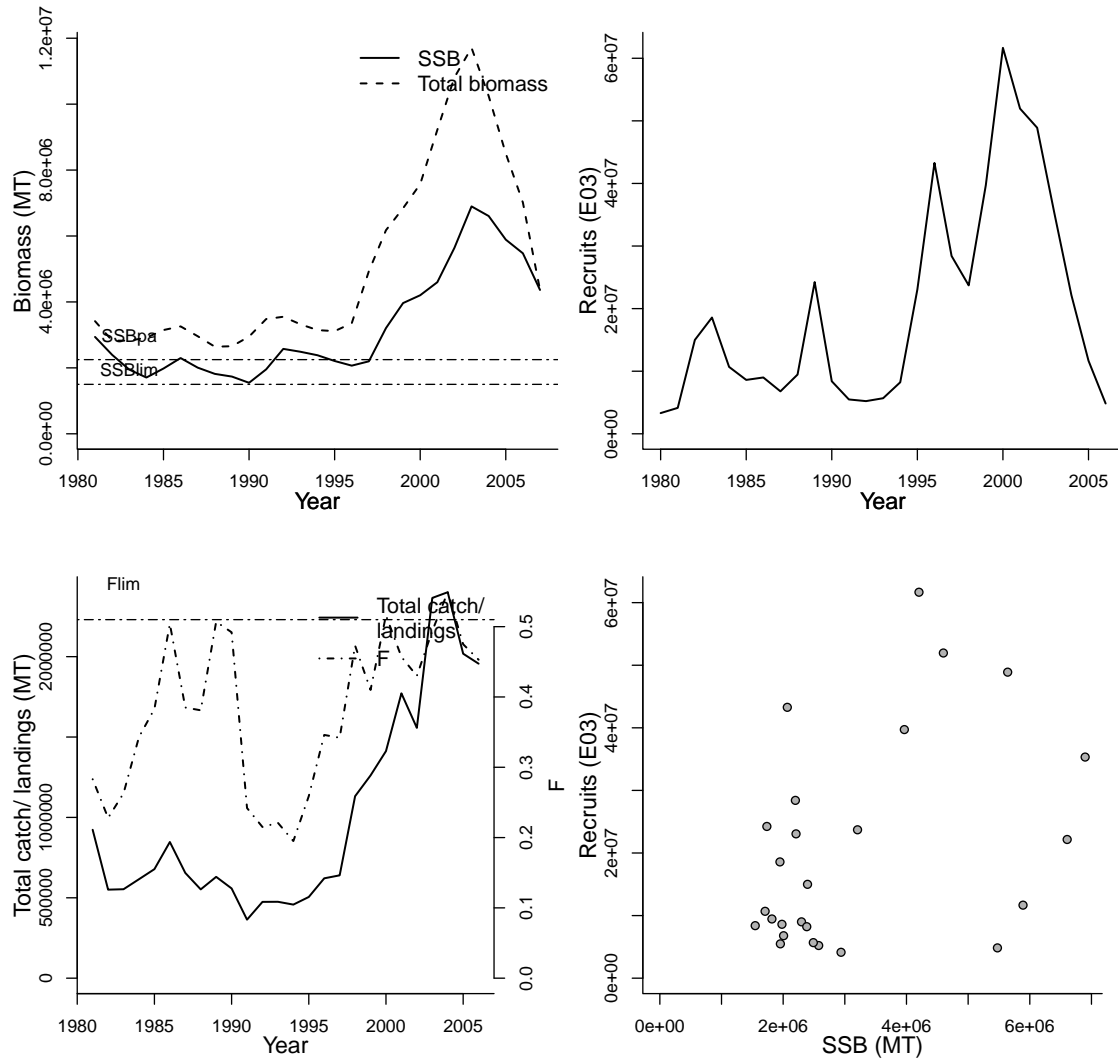 1.2e+07
8.0e+06
4.0e+06
0.0e+00
Biomass (MT)
SSB
Total biomass
SSBpa
SSBlim
1980 1985 1990 1995 2000 2005
Year
6e+07
4e+07
2e+07
0e+00
Recruits (E03)
1980 1985 1990 1995 2000 2005
Year
Flim
Total catch/
landings
F
2000000
1000000
500000
0
Total catch/ landings (MT)
0.5
0.4
0.3
0.2
0.1
0.0
F
1980 1985 1990 1995 2000 2005
Year
6e+07
4e+07
2e+07
0e+00
Recruits (E03)
0e+00 2e+06 4e+06 6e+06
SSB (MT)